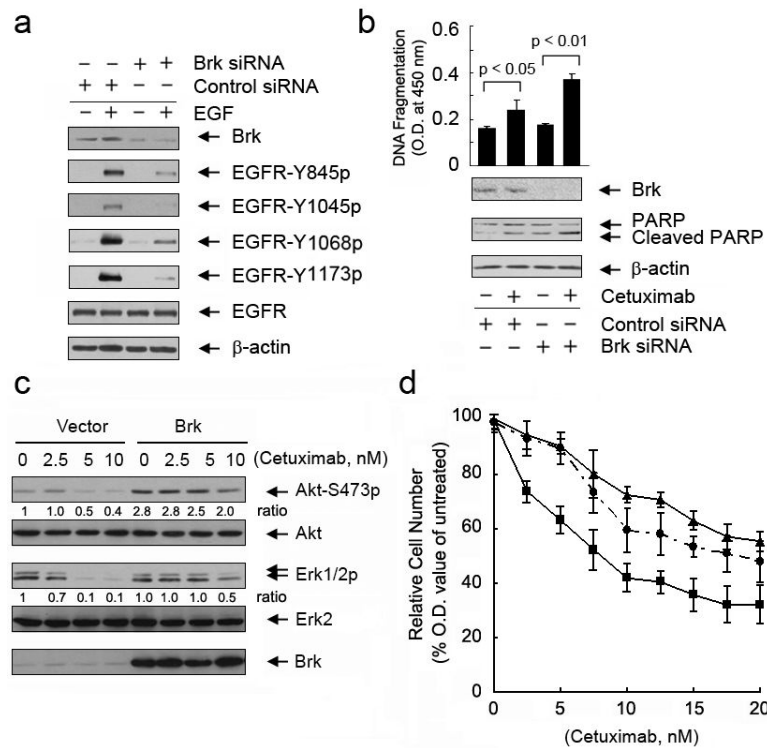 a
− − + + Brk siRNA
+ + − − Control siRNA
− + − + EGF
Brk
EGFR-Y845p
EGFR-Y1045p
EGFR-Y1068p
EGFR-Y1173p
EGFR
β-actin
b
DNA Fragmentation
(O.D. at 450 nm)
0.6
0.4
0.2
0
p < 0.05
p < 0.01
Brk
PARP
Cleaved PARP
β-actin
− + − + Cetuximab
+ + − − Control siRNA
− − + + Brk siRNA
c
Vector Brk
0 2.5 5 10 0 2.5 5 10 (Cetuximab, nM)
Akt-S473p
1 1.0 0.5 0.4 2.8 2.8 2.5 2.0 ratio
Akt
Erk1/2p
1 0.7 0.1 0.1 1.0 1.0 1.0 0.5 ratio
Erk2
Brk
d
Relative Cell Number
(% O.D. value of untreated)
100
80
60
40
20
0
0 5 10 15 20
(Cetuximab, nM)